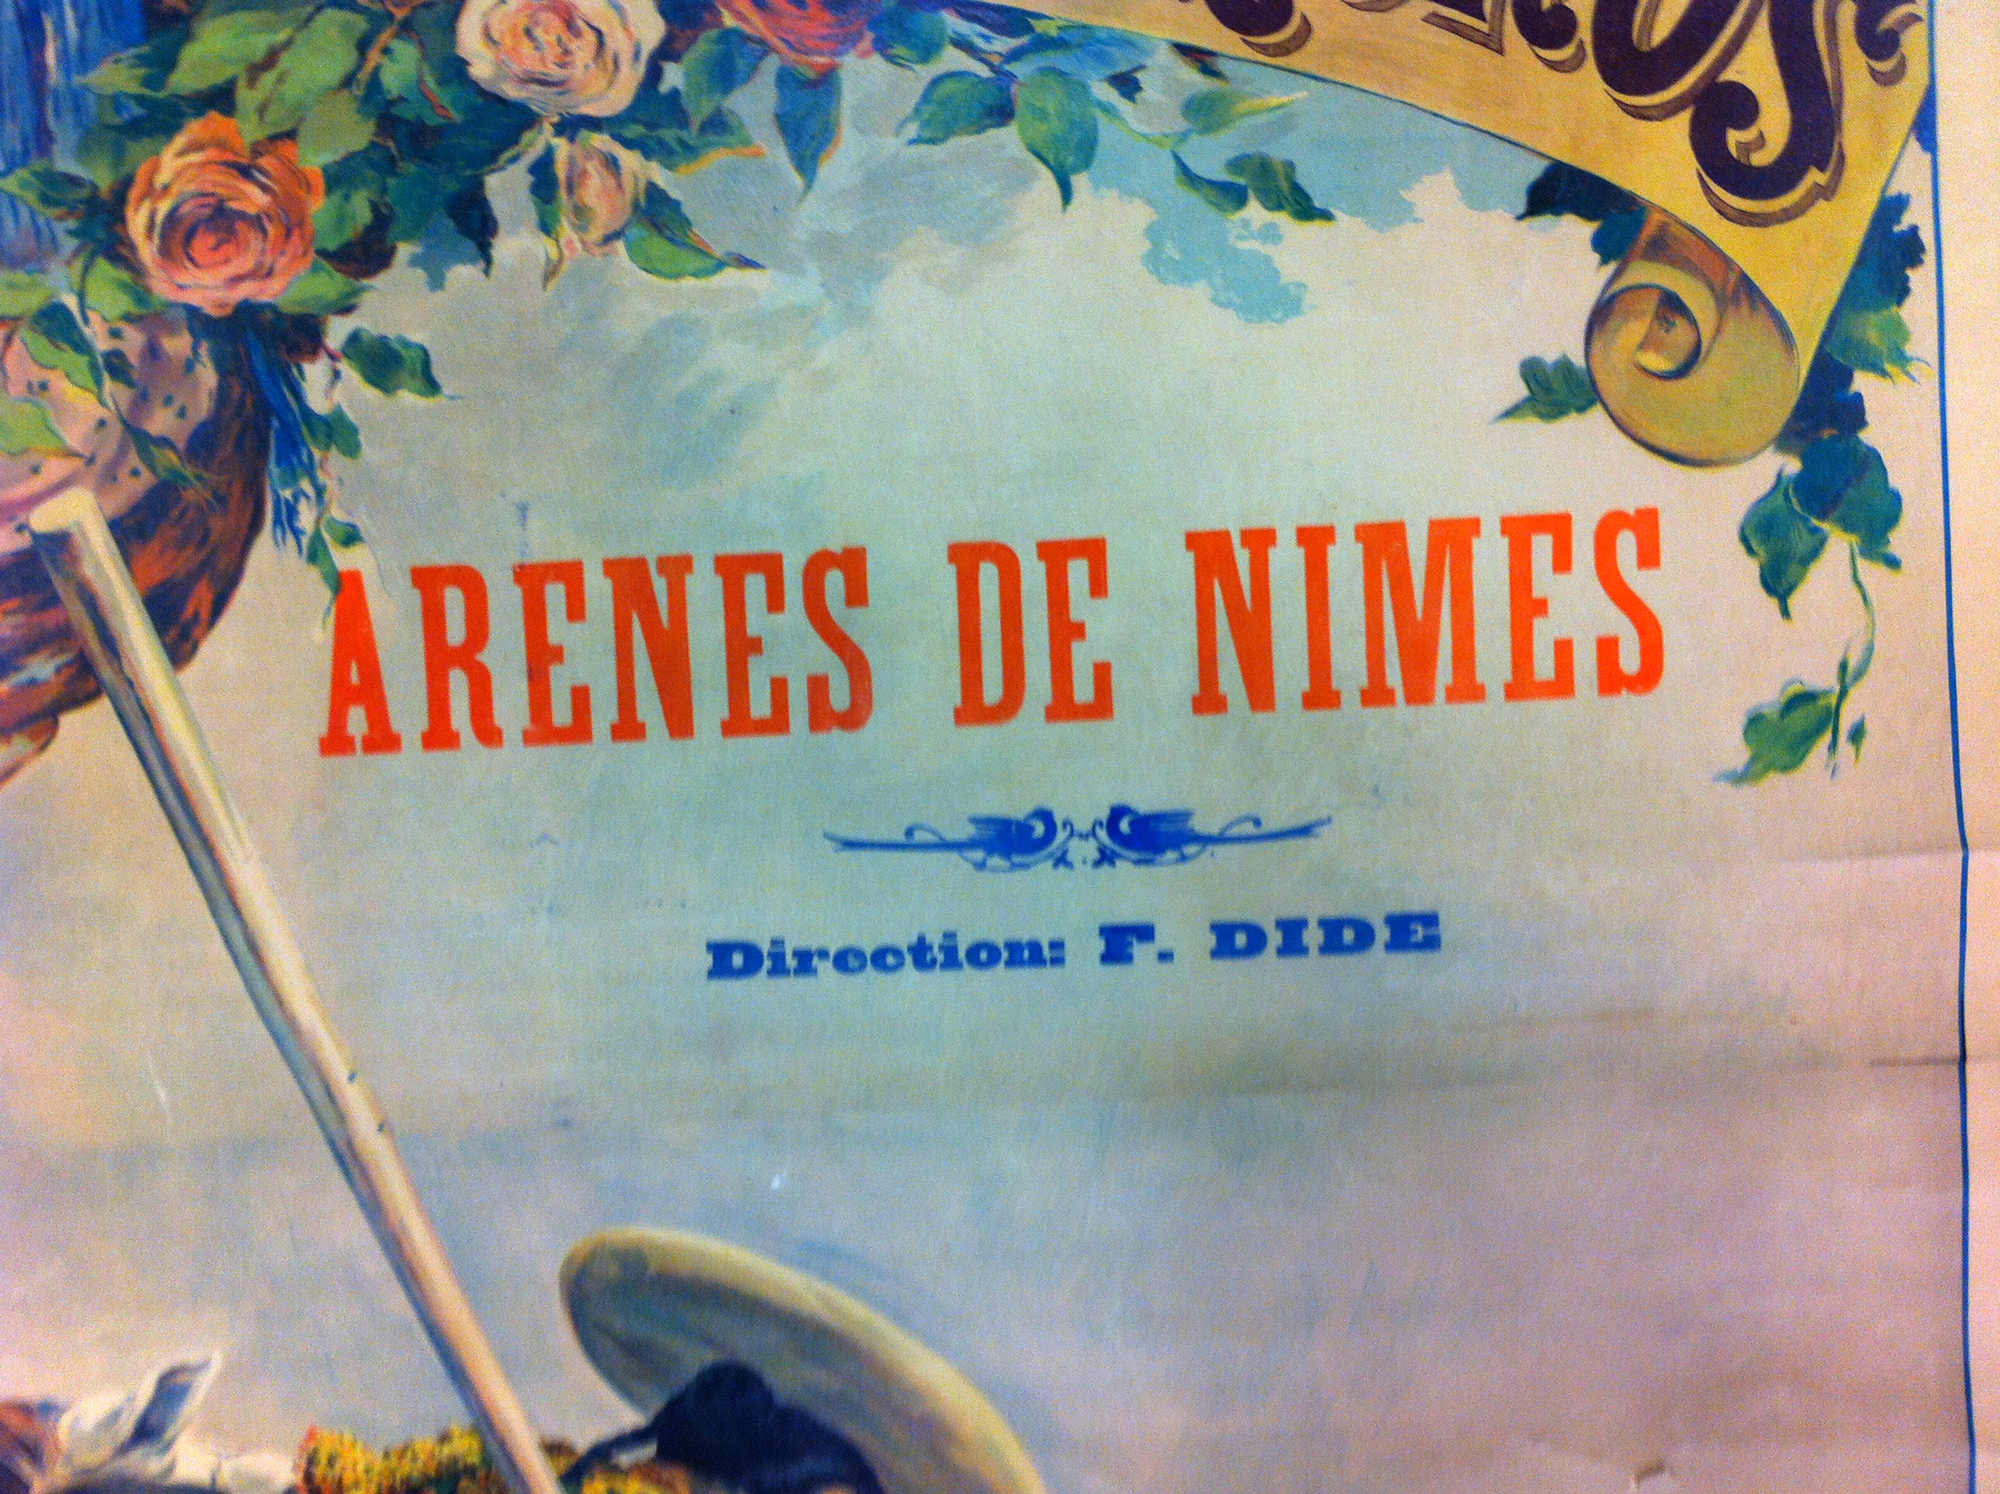 ARENES DE NIMES
Direction: F. DIDE